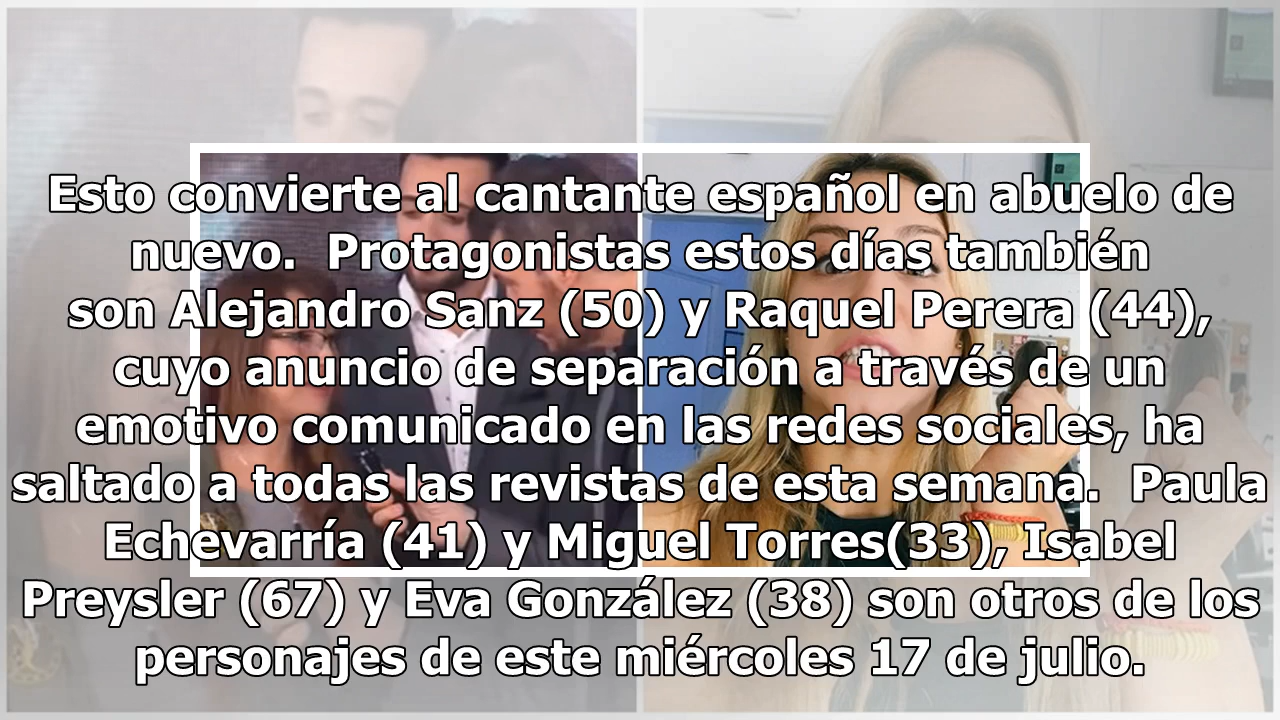 Esto convierte al cantante español en abuelo de
nuevo.  Protagonistas estos días también
son Alejandro Sanz (50) y Raquel Perera (44),
cuyo anuncio de separación a través de un
emotivo comunicado en las redes sociales, ha
saltado a todas las revistas de esta semana.  Paula
Echevarría (41) y Miguel Torres(33), Isabel
Preysler (67) y Eva González (38) son otros de los
personajes de este miércoles 17 de julio.